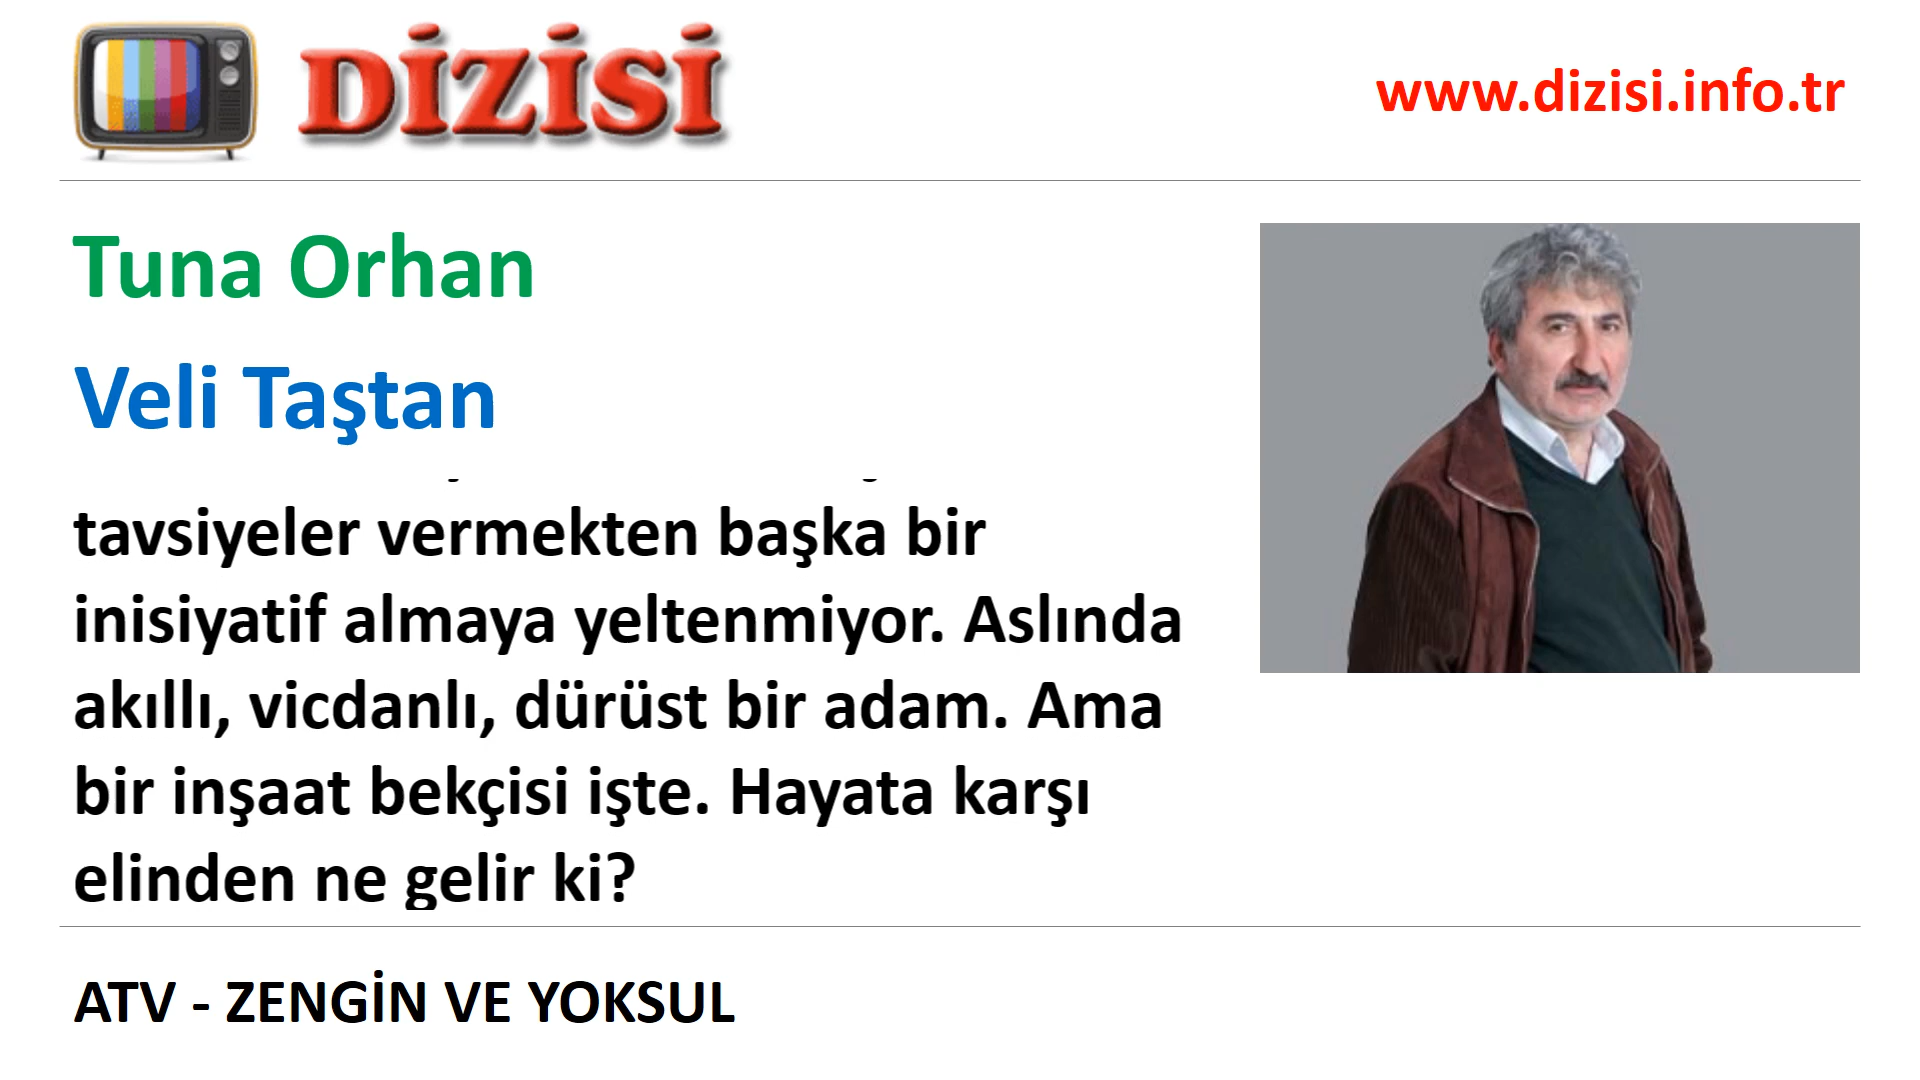 DİZİSİ
www.dizisi.info.tr
Tuna Orhan
Veli Taştan
tavsiyeler vermekten başka bir
inisiyatif almaya yeltenmiyor. Aslında
akıllı, vicdanlı, dürüst bir adam. Ama
bir inşaat bekçisi işte. Hayata karşı
elinden ne gelir ki?
ATV - ZENGİN VE YOKSUL